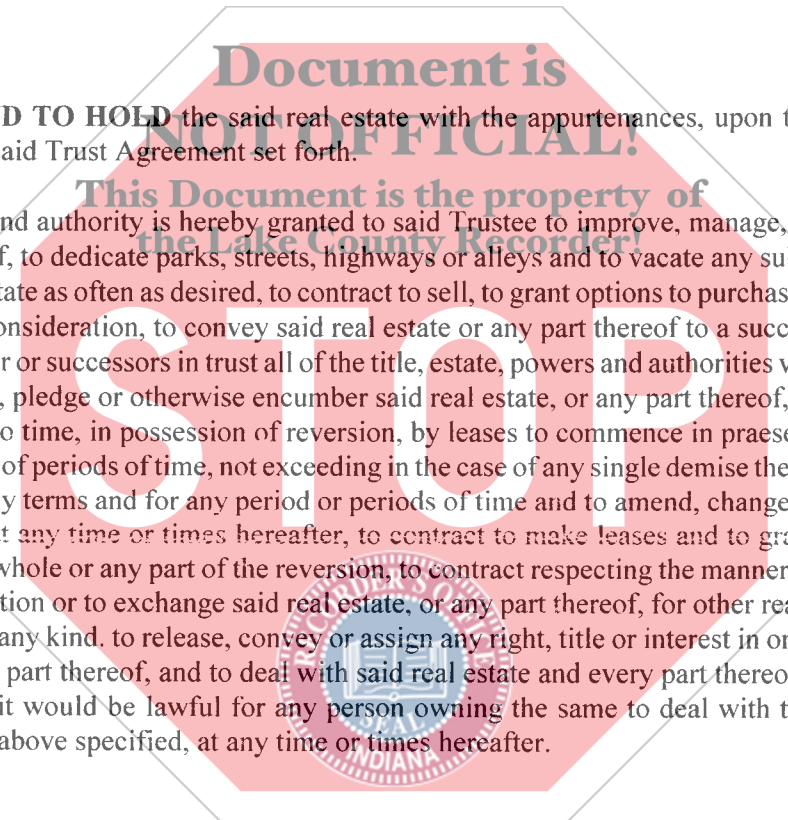 Document is
D TO HOLD the said real estate with the appurtenances, upon t
NOT OFFICIAL!
aid Trust Agreement set forth.
This Document is the property of
nd authority is hereby granted to said Trustee to improve, manage,
the Lake County Recorder!
f, to dedicate parks, streets, highways or alleys and to vacate any su
tate as often as desired, to contract to sell, to grant options to purchas
onsideration, to convey said real estate or any part thereof to a succ
r or successors in trust all of the title, estate, powers and authorities v
, pledge or otherwise encumber said real estate, or any part thereof,
o time, in possession of reversion, by leases to commence in praese
of periods of time, not exceeding in the case of any single demise the
y terms and for any period or periods of time and to amend, change
t any time or times hereafter, to contract to make leases and to gra
whole or any part of the reversion, to contract respecting the manner
tion or to exchange said real estate, or any part thereof, for other rea
any kind. to release, convey or assign any right, title or interest in or
part thereof, and to deal with said real estate and every part thereo
it would be lawful for any person owning the same to deal with t
above specified, at any time or times hereafter.
STOP
RECORDER'S OFFICE
SEAL
INDIANA